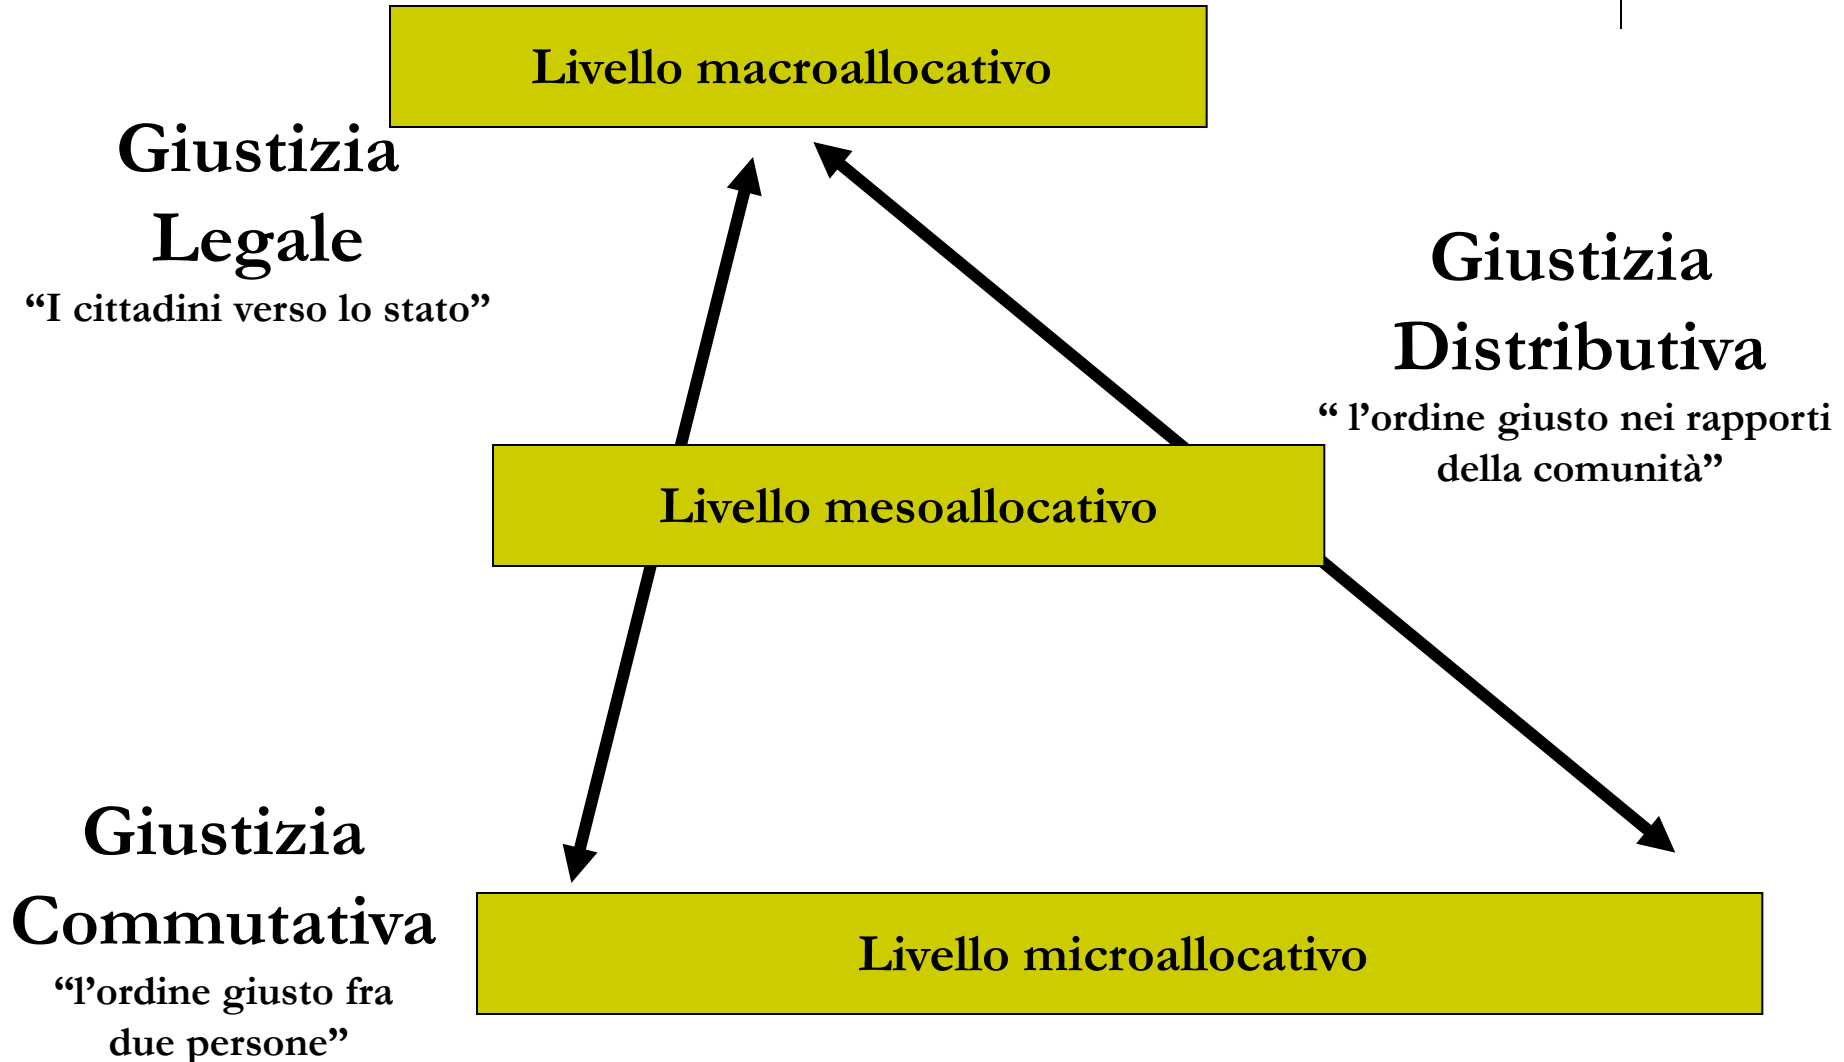 Livello macroallocativo
Giustizia
Legale
“I cittadini verso lo stato”
Giustizia
Distributiva
“ l’ordine giusto nei rapporti
della comunità”
Livello mesoallocativo
Giustizia
Commutativa
“l’ordine giusto fra
due persone”
Livello microallocativo